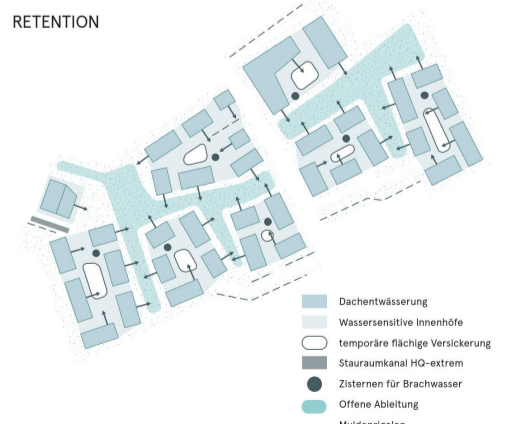 RETENTION
Dachentwässerung
Wassersensitive Innenhöfe
temporäre flächige Versickerung
Stauraumkanal HQ-extrem
Zisternen für Brachwasser
Offene Ableitung